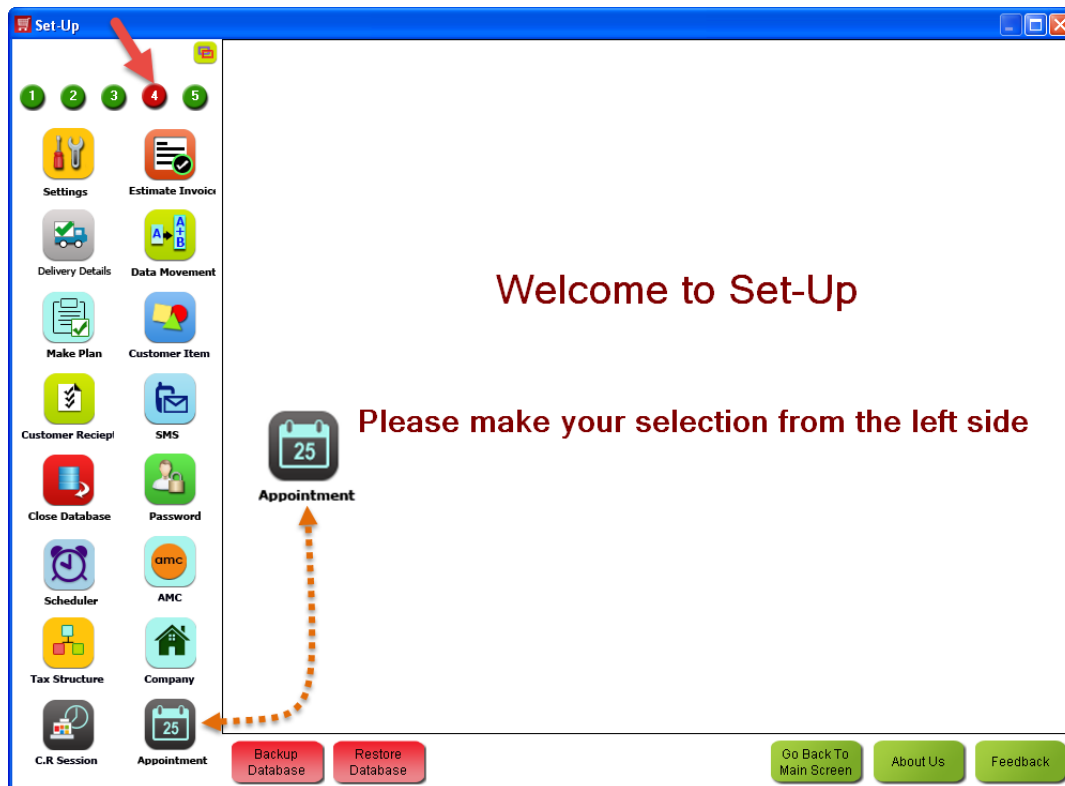 Set-Up
1 2 3 4 5
Settings
Estimate Invoic
Delivery Details
A A+B
Data Movement
Make Plan
Customer Item
Customer Reciep
SMS
Close Database
Password
Scheduler
amc
AMC
Tax Structure
Company
C.R Session
25
Appointment
Welcome to Set-Up
Please make your selection from the left side
25
Appointment
Backup
Database
Restore
Database
Go Back To
Main Screen
About Us
Feedback